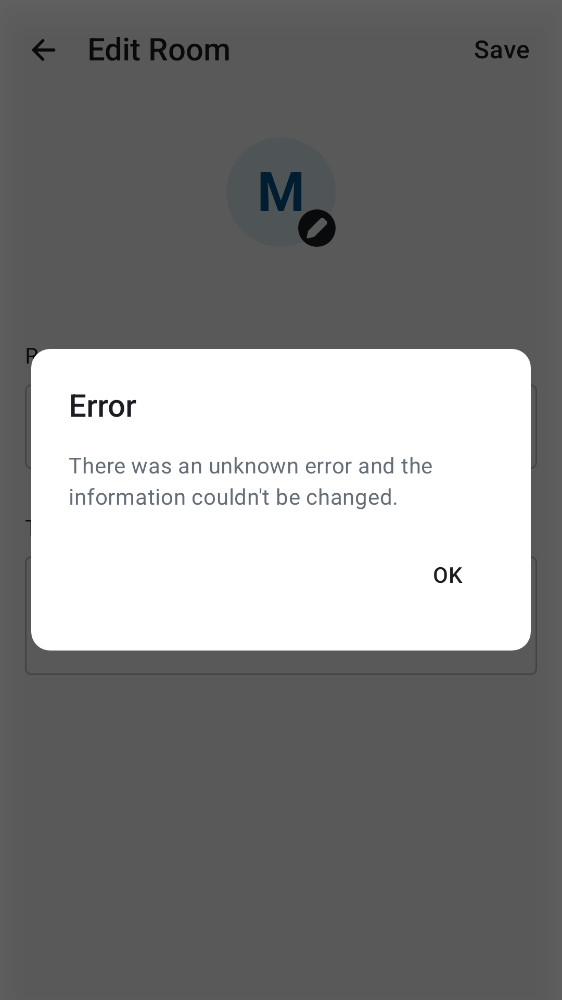 Edit Room
Save
M
Error
There was an unknown error and the
information couldn't be changed.
OK